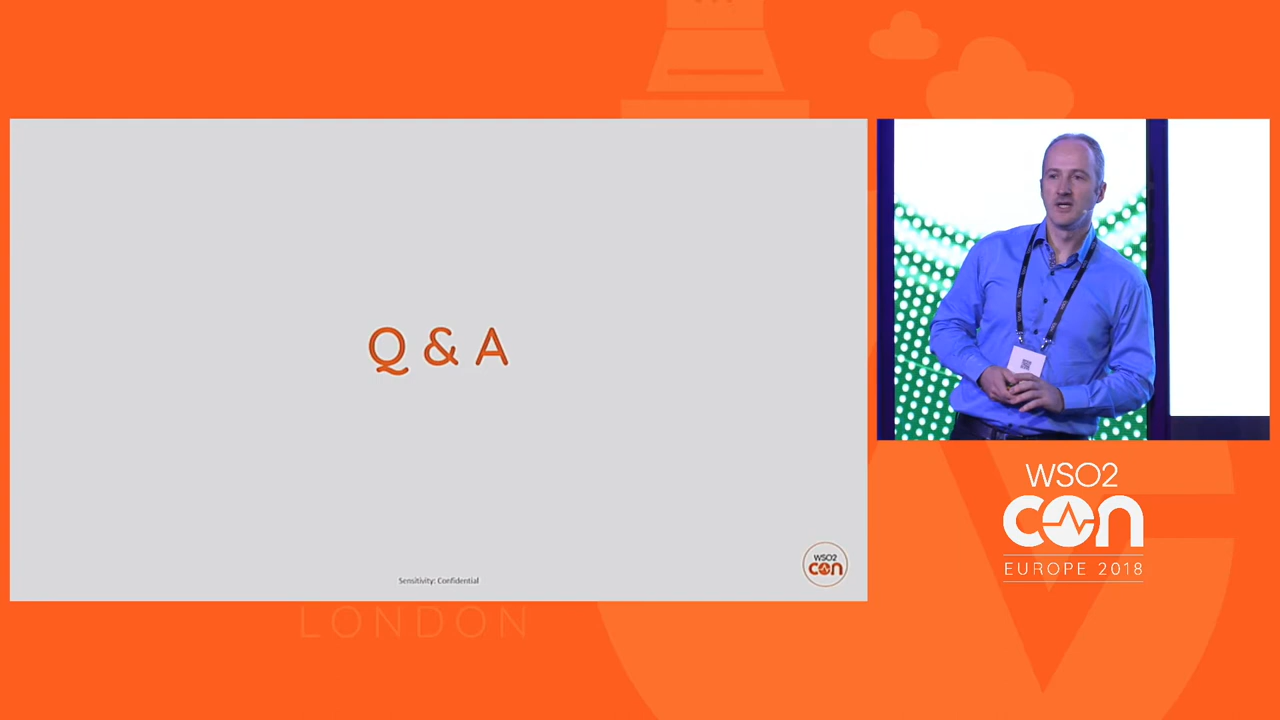 Q & A
Sensitivity: Confidential
WSO2
con
WSO2
con
EUROPE 2018
LONDON